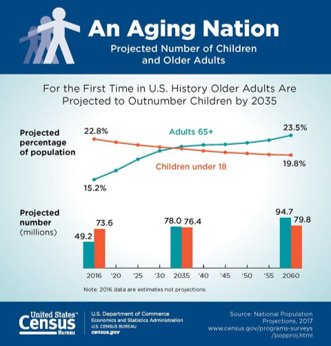 An Aging Nation
Projected Number of Children
and Older Adults
For the First Time in U.S. History Older Adults Are
Projected to Outnumber Children by 2035
Projected
percentage
of population
22.8%
Adults 65+
23.5%
Children under 18
19.8%
15.2%
Projected
number
(millions)
49.2
73.6
78.0
76.4
94.7
79.8
2016 '20 '25 '30 2035 '40 '45 '50 '55 2060
Note: 2016 data are estimates not projections.
United States®
Census
Bureau
U.S. Department of Commerce
Economics and Statistics Administration
U.S. CENSUS BUREAU
census.gov
Source: National Population
Projections, 2017
www.census.gov/programs-surveys
/popproj.html